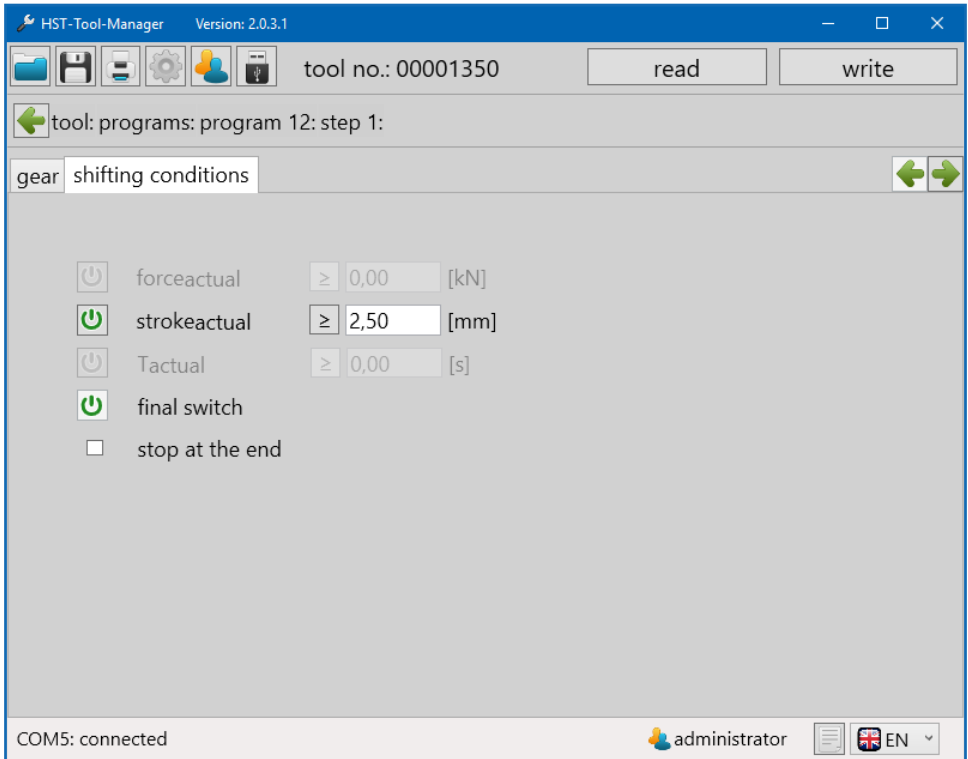 HST-Tool-Manager Version: 2.0.3.1
tool no.: 00001350 read write
tool: programs: program 12: step 1:
gear shifting conditions
forceactual ≥ 0,00 [kN]
strokeactual ≥ 2,50 [mm]
Tactual ≥ 0,00 [s]
final switch
stop at the end
COM5: connected administrator EN